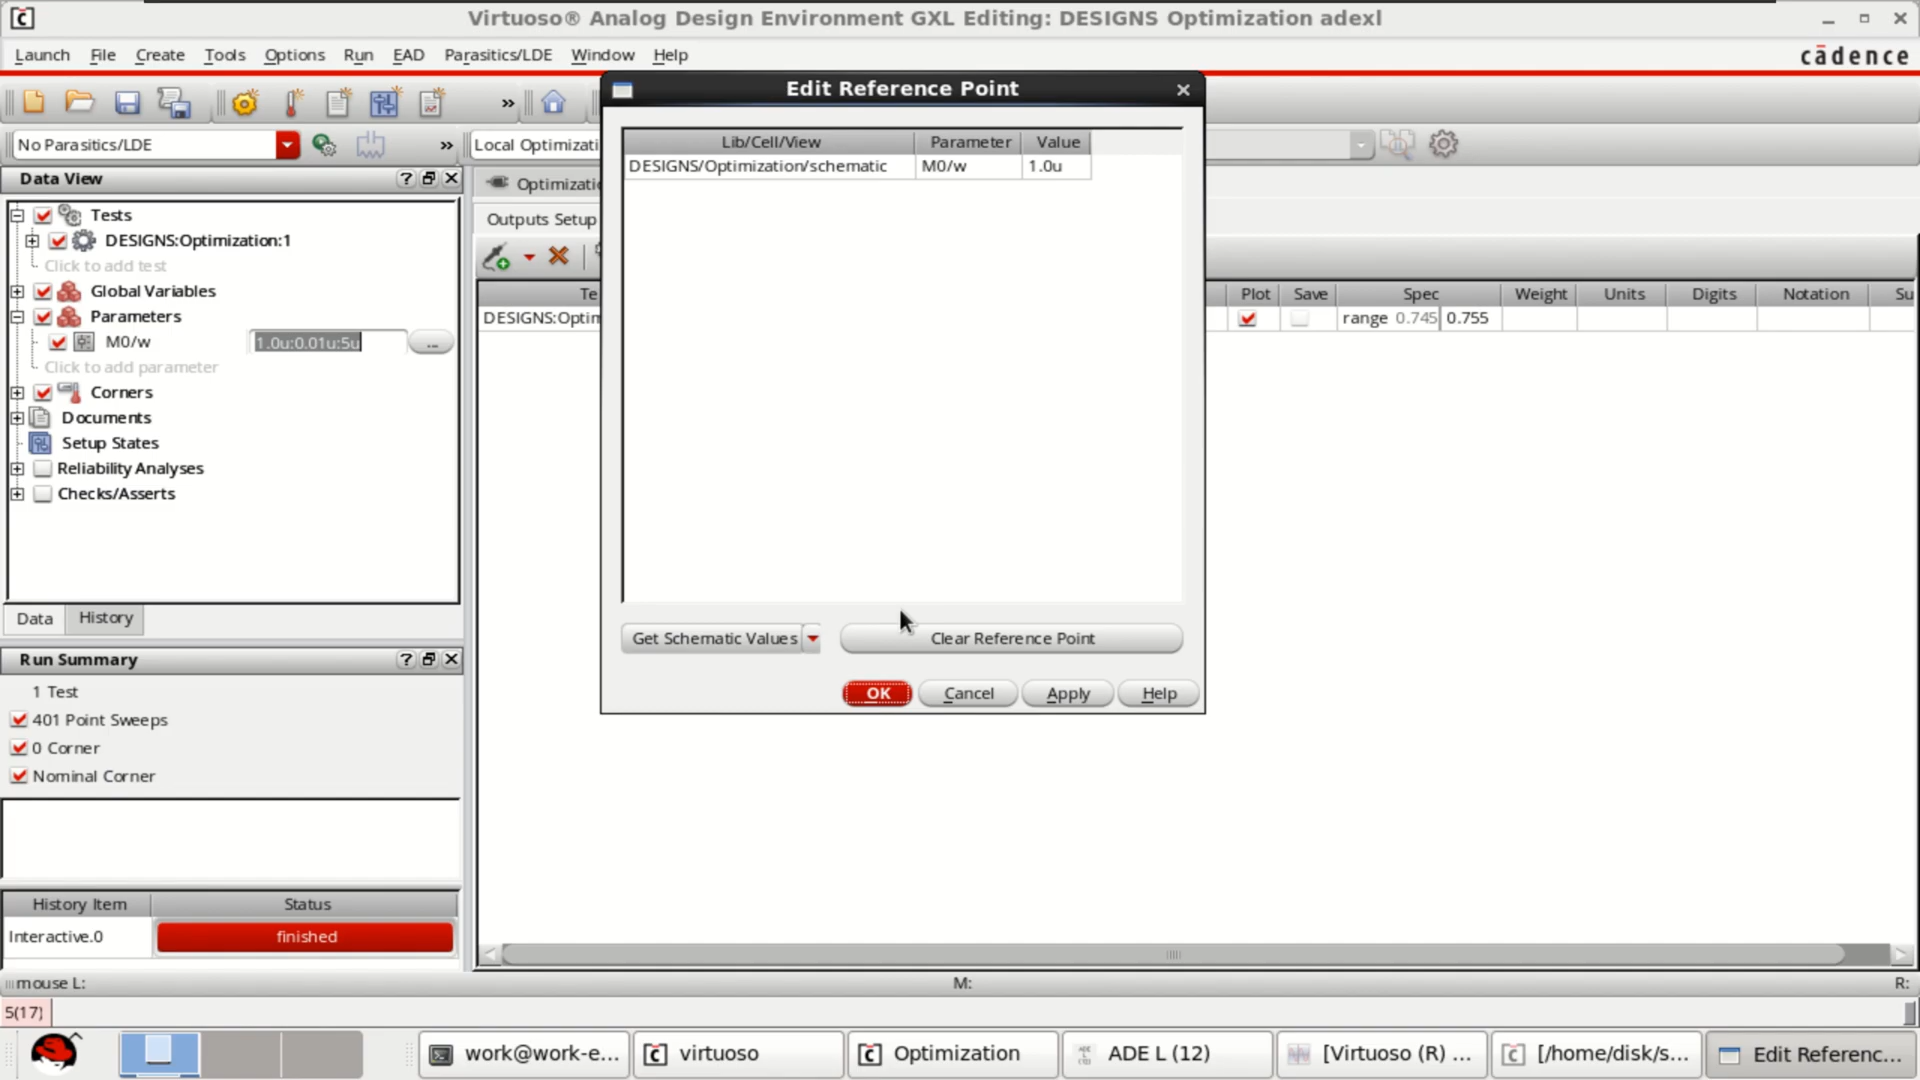 Virtuoso® Analog Design Environment GXL Editing: DESIGNS Optimization adexl
Launch File Create Tools Options Run EAD Parasitics/LDE Window Help
cādence
Edit Reference Point
No Parasitics/LDE
Local Optimizati
Data View
Tests
DESIGNS:Optimization:1
Click to add test
Global Variables
Parameters
M0/w 1.0u:0.01u:5u ...
Click to add parameter
Corners
Documents
Setup States
Reliability Analyses
Checks/Asserts
Data History
Run Summary
1 Test
401 Point Sweeps
0 Corner
Nominal Corner
History Item Status
Interactive.0 finished
Optimizatio
Outputs Setup
Te
DESIGNS:Optim
Lib/Cell/View Parameter Value
DESIGNS/Optimization/schematic M0/w 1.0u
Get Schematic Values
Clear Reference Point
OK Cancel Apply Help
Plot Save Spec Weight Units Digits Notation Su
range 0.745 0.755
mouse L: M: R:
5(17)
work@work-e...
virtuoso
Optimization
ADE L (12)
[Virtuoso (R) ...
[/home/disk/s...
Edit Referenc...